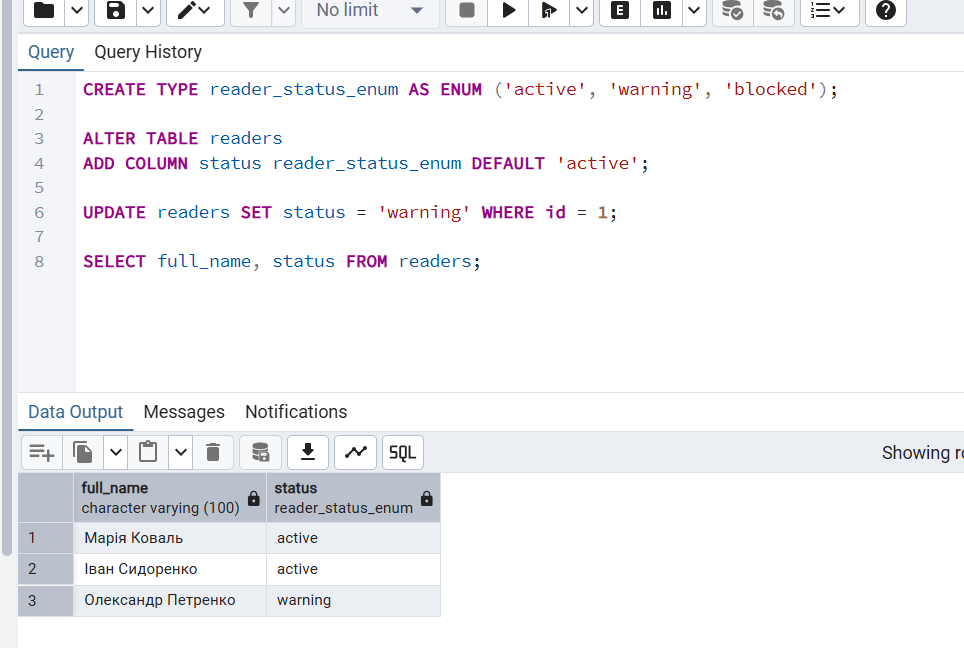 No limit
E
Query Query History
1 CREATE TYPE reader_status_enum AS ENUM ('active', 'warning', 'blocked');
2
3 ALTER TABLE readers
4 ADD COLUMN status reader_status_enum DEFAULT 'active';
5
6 UPDATE readers SET status = 'warning' WHERE id = 1;
7
8 SELECT full_name, status FROM readers;
Data Output Messages Notifications
SQL Showing
full_name status
character varying (100) reader_status_enum
1 Марія Коваль active
2 Іван Сидоренко active
3 Олександр Петренко warning